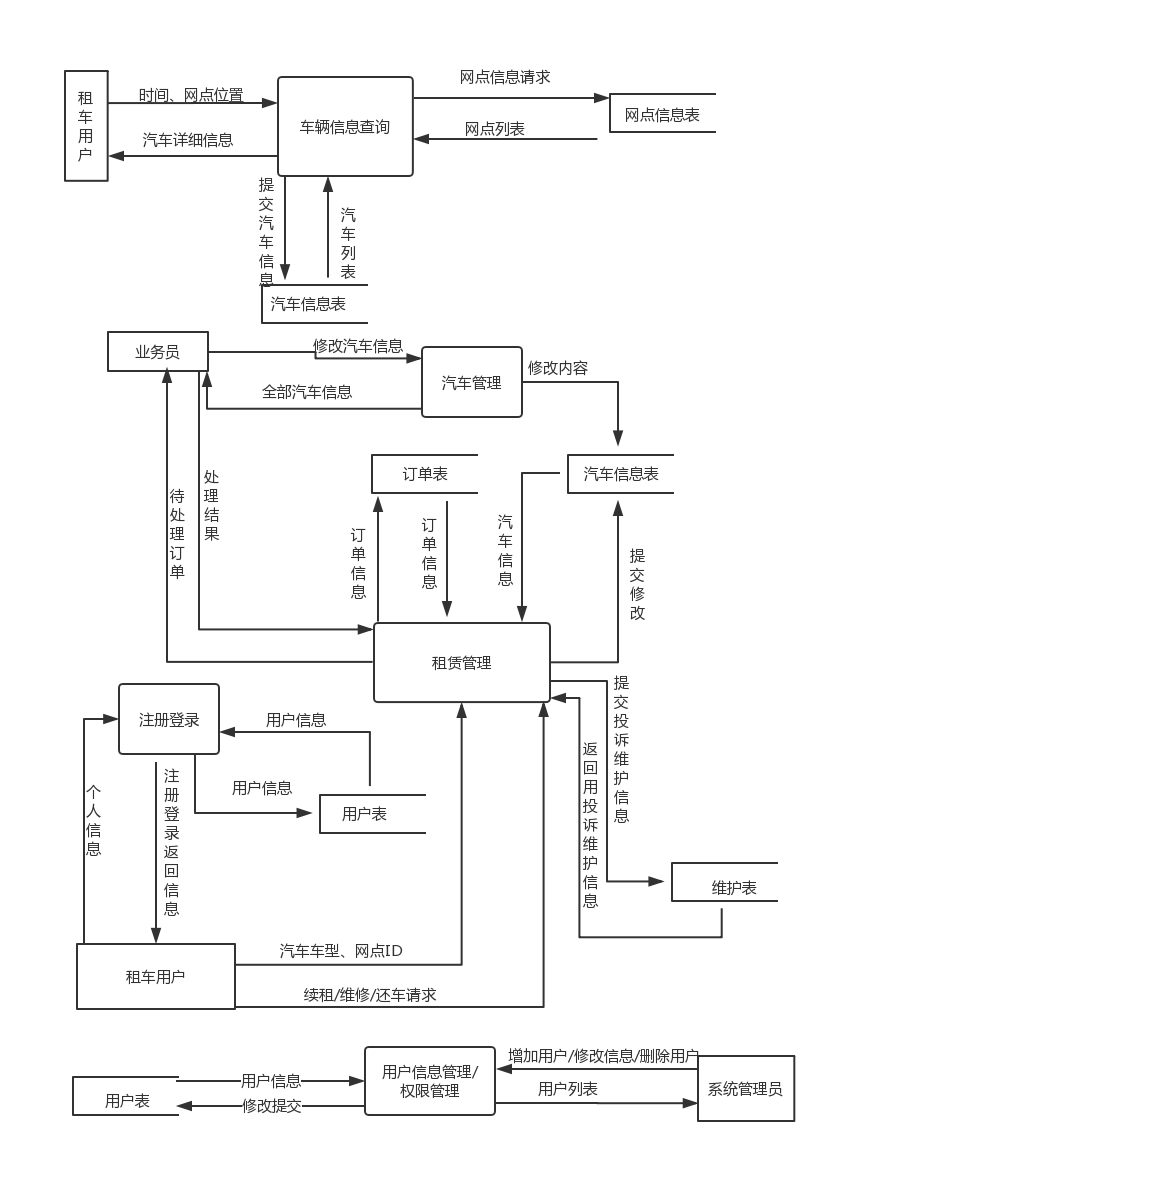 租车用户
时间、网点位置
汽车详细信息
车辆信息查询
网点信息请求
网点列表
网点信息表
提交汽车信息
汽车列表
汽车信息表
业务员
修改汽车信息
全部汽车信息
汽车管理
修改内容
订单表
汽车信息表
待处理订单
处理结果
订单信息
订单信息
汽车信息
提交修改
租赁管理
注册登录
用户信息
用户信息
用户表
个人信息
注册登录返回信息
提交投诉维护信息
返回用投诉维护信息
维护表
租车用户
汽车车型、网点ID
续租/维修/还车请求
用户表
用户信息
修改提交
用户信息管理/
权限管理
增加用户/修改信息/删除用户
用户列表
系统管理员